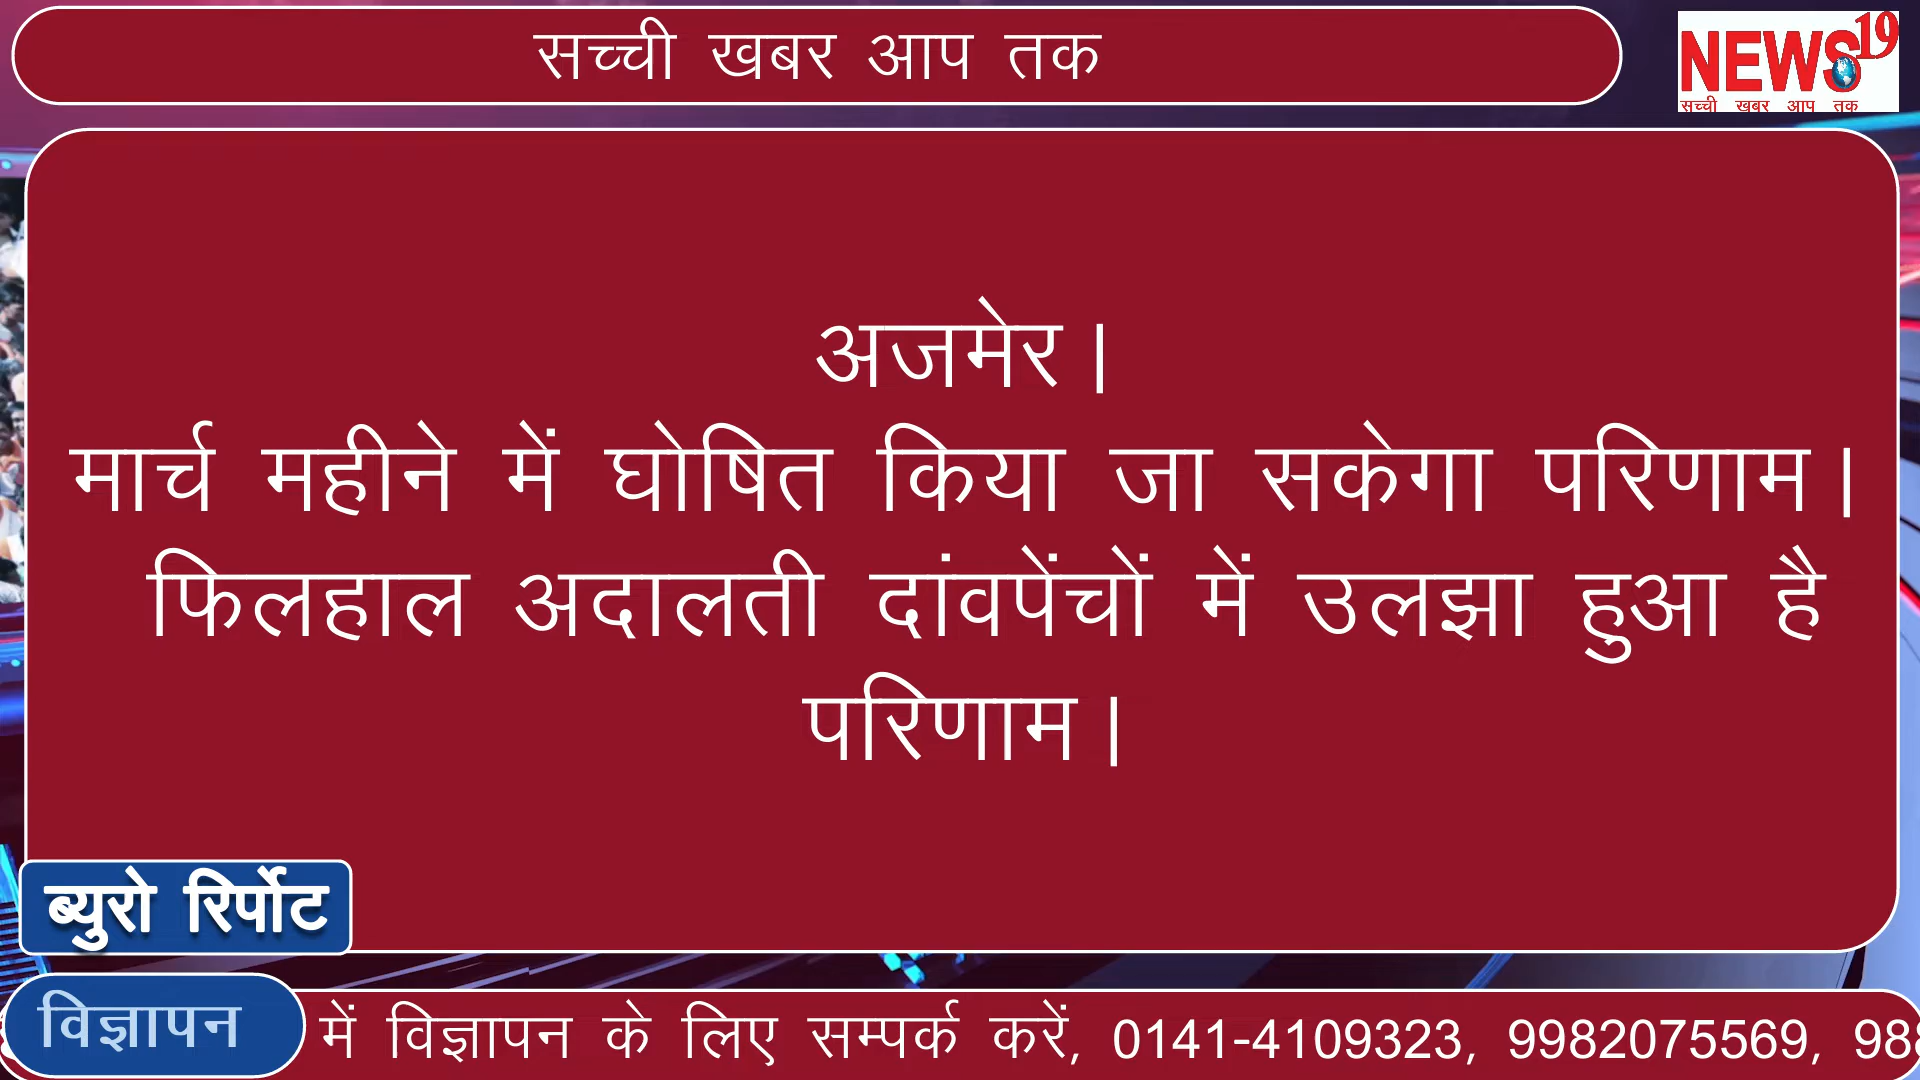 सच्ची खबर आप तक
NEWS19
सच्ची खबर आप तक
अजमेर।
मार्च महीने में घोषित किया जा सकेगा परिणाम।
फिलहाल अदालती दांवपेंचों में उलझा हुआ है
परिणाम।
ब्युरो रिर्पोट
विज्ञापन
में विज्ञापन के लिए सम्पर्क करें, 0141-4109323, 9982075569,